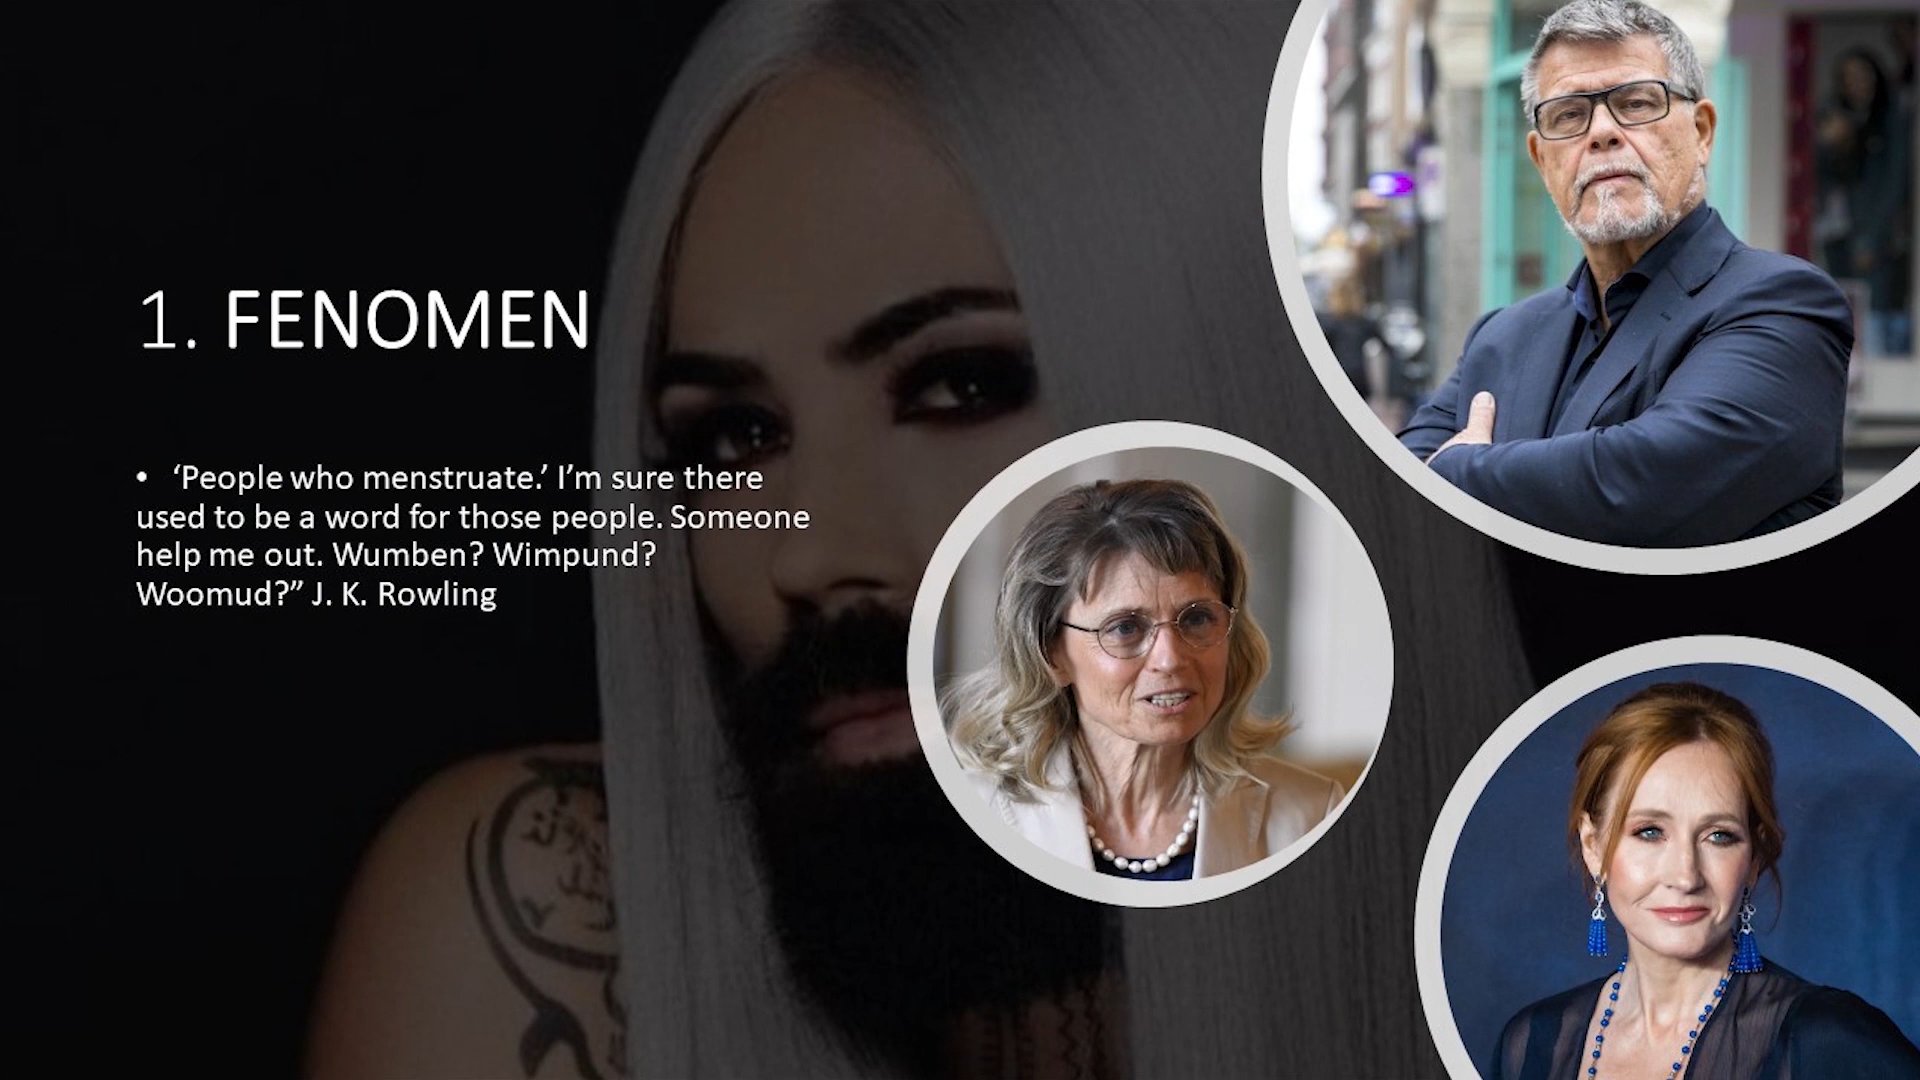 1. FENOMEN
• ‘People who menstruate.’ I’m sure there
used to be a word for those people. Someone
help me out. Wumben? Wimpund?
Woomud?” J. K. Rowling